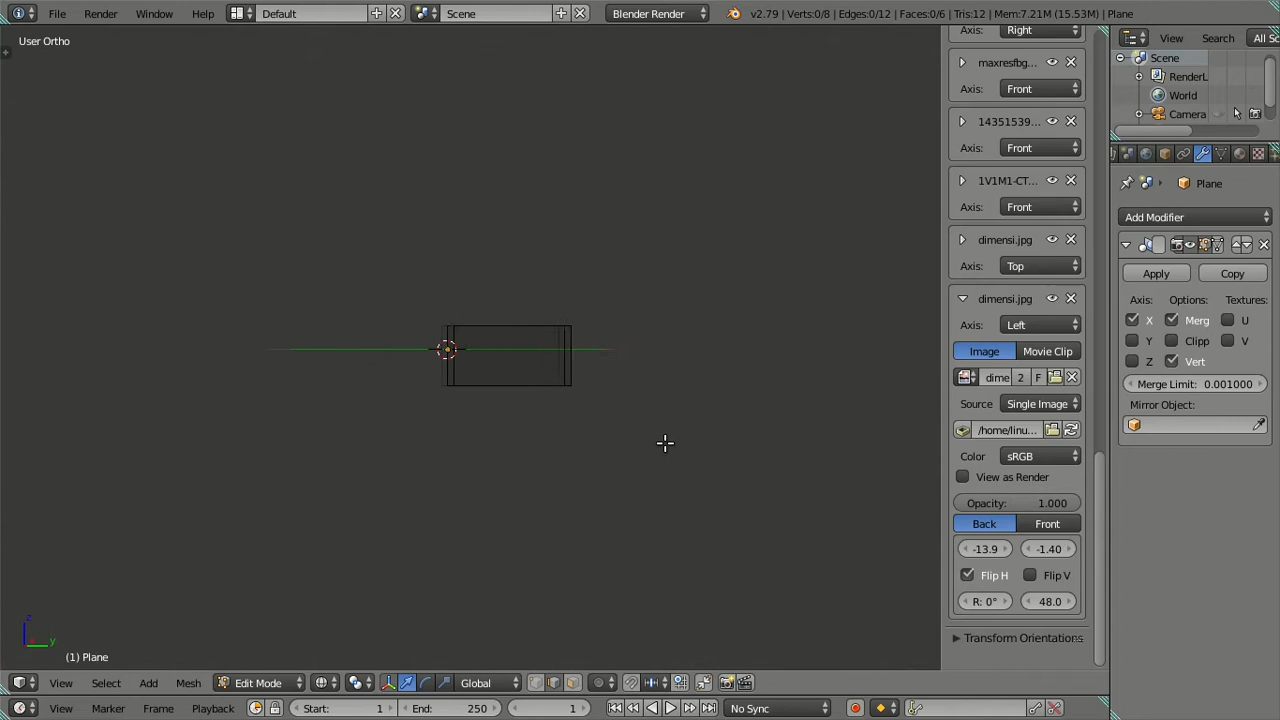 File Render Window Help Default Scene Blender Render v2.79 | Verts:0/8 | Edges:0/12 | Faces:0/6 | Tris:12 | Mem:7.21M (15.53M) | Plane
User Ortho
Axis: Right
maxresfbg...
Axis: Front
14351539...
Axis: Front
1V1M1-CT...
Axis: Front
dimensi.jpg
Axis: Top
dimensi.jpg
Axis: Left
Image Movie Clip
dime 2 F
Source Single Image
/home/linu...
Color sRGB
View as Render
Opacity: 1.000
Back Front
-13.9 -1.40
Flip H Flip V
R: 0° 48.0
Transform Orientations
View Search All Sc
Scene
RenderL
World
Camera
Plane
Add Modifier
Apply Copy
Axis: Options: Textures:
X Merg U
Y Clipp V
Z Vert
Merge Limit: 0.001000
Mirror Object:
z
y
(1) Plane
View Select Add Mesh Edit Mode Global
View Marker Frame Playback Start: 1 End: 250 1 No Sync